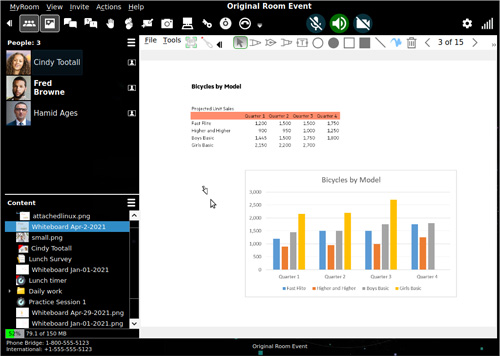 MyRoom View Invite Actions Help
Original Room Event
People: 3
Cindy Tootall
Fred Browne
Hamid Ages
Content
attachedlinux.png
Whiteboard Apr-2-2021
small.png
Cindy Tootall
Lunch Survey
Whiteboard Jan-01-2021
Lunch timer
Daily work
Practice Session 1
Whiteboard Apr-29-2021.png
Whiteboard Jan-01-2021.png
52% 79.1 of 150 MB
Phone Bridge: 1-800-555-5123
International: +1-555-555-5123
File Tools
3 of 15
Bicycles by Model
Projected Unit Sales
Quarter 1 Quarter 2 Quarter 3 Quarter 4
Fast Flite 1,200 1,500 1,500 1,750
Higher and Higher 900 950 1,000 1,250
Boys Basic 1,445 1,500 1,750 1,800
Girls Basic 2,150 2,200 2,700
Bicycles by Model
3,000
2,500
2,000
1,500
1,000
500
0
Quarter 1 Quarter 2 Quarter 3 Quarter 4
Fast Flite Higher and Higher Boys Basic Girls Basic
Original Room Event